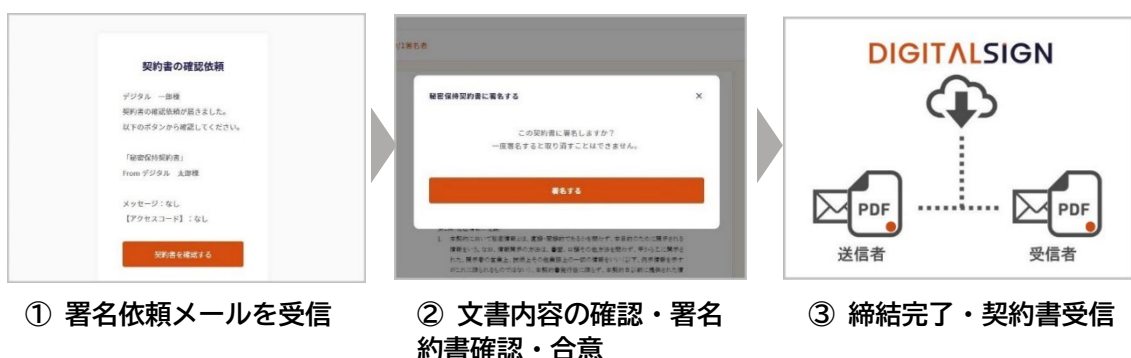 契約書の確認依頼
デジタル 一郎様
契約書の確認依頼が届きました。
以下のボタンから確認してください。
「秘密保持契約書」
From デジタル 太郎様
メッセージ：なし
【アクセスコード】：なし
契約書を確認する
① 署名依頼メールを受信
秘密保持契約書に署名する
×
この契約書に署名しますか？
一度署名すると取り消すことはできません。
署名する
② 文書内容の確認・署名
約書確認・合意
DIGITALSIGN
PDF
PDF
送信者
受信者
③ 締結完了・契約書受信